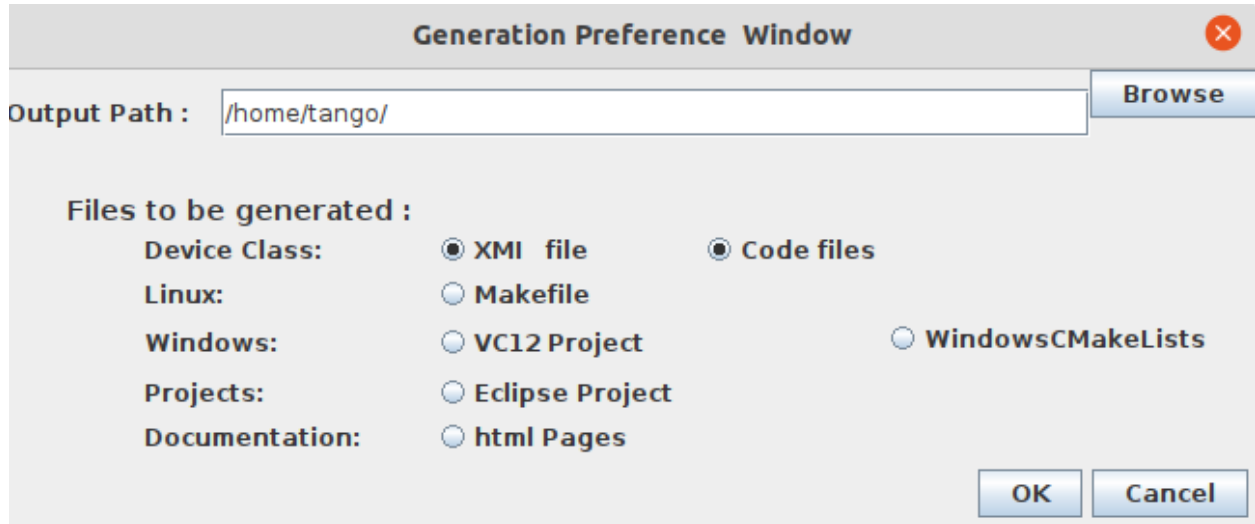 Generation Preference Window
Browse
Output Path : /home/tango/
Files to be generated :
Device Class: XMI file Code files
Linux: Makefile
Windows: VC12 Project WindowsCMakeLists
Projects: Eclipse Project
Documentation: html Pages
OK Cancel